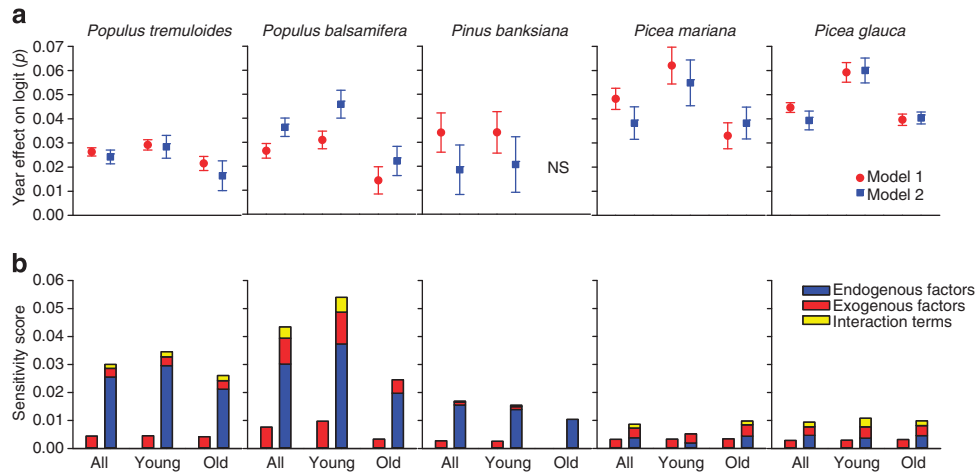 a
Populus tremuloides Populus balsamifera Pinus banksiana Picea mariana Picea glauca
Year effect on logit (p)
0.07
0.06
0.05
0.04
0.03
0.02
0.01
0.00
NS
Model 1
Model 2
b
Sensitivity score
0.06
0.05
0.04
0.03
0.02
0.01
0.00
Endogenous factors
Exogenous factors
Interaction terms
All Young Old All Young Old All Young Old All Young Old All Young Old